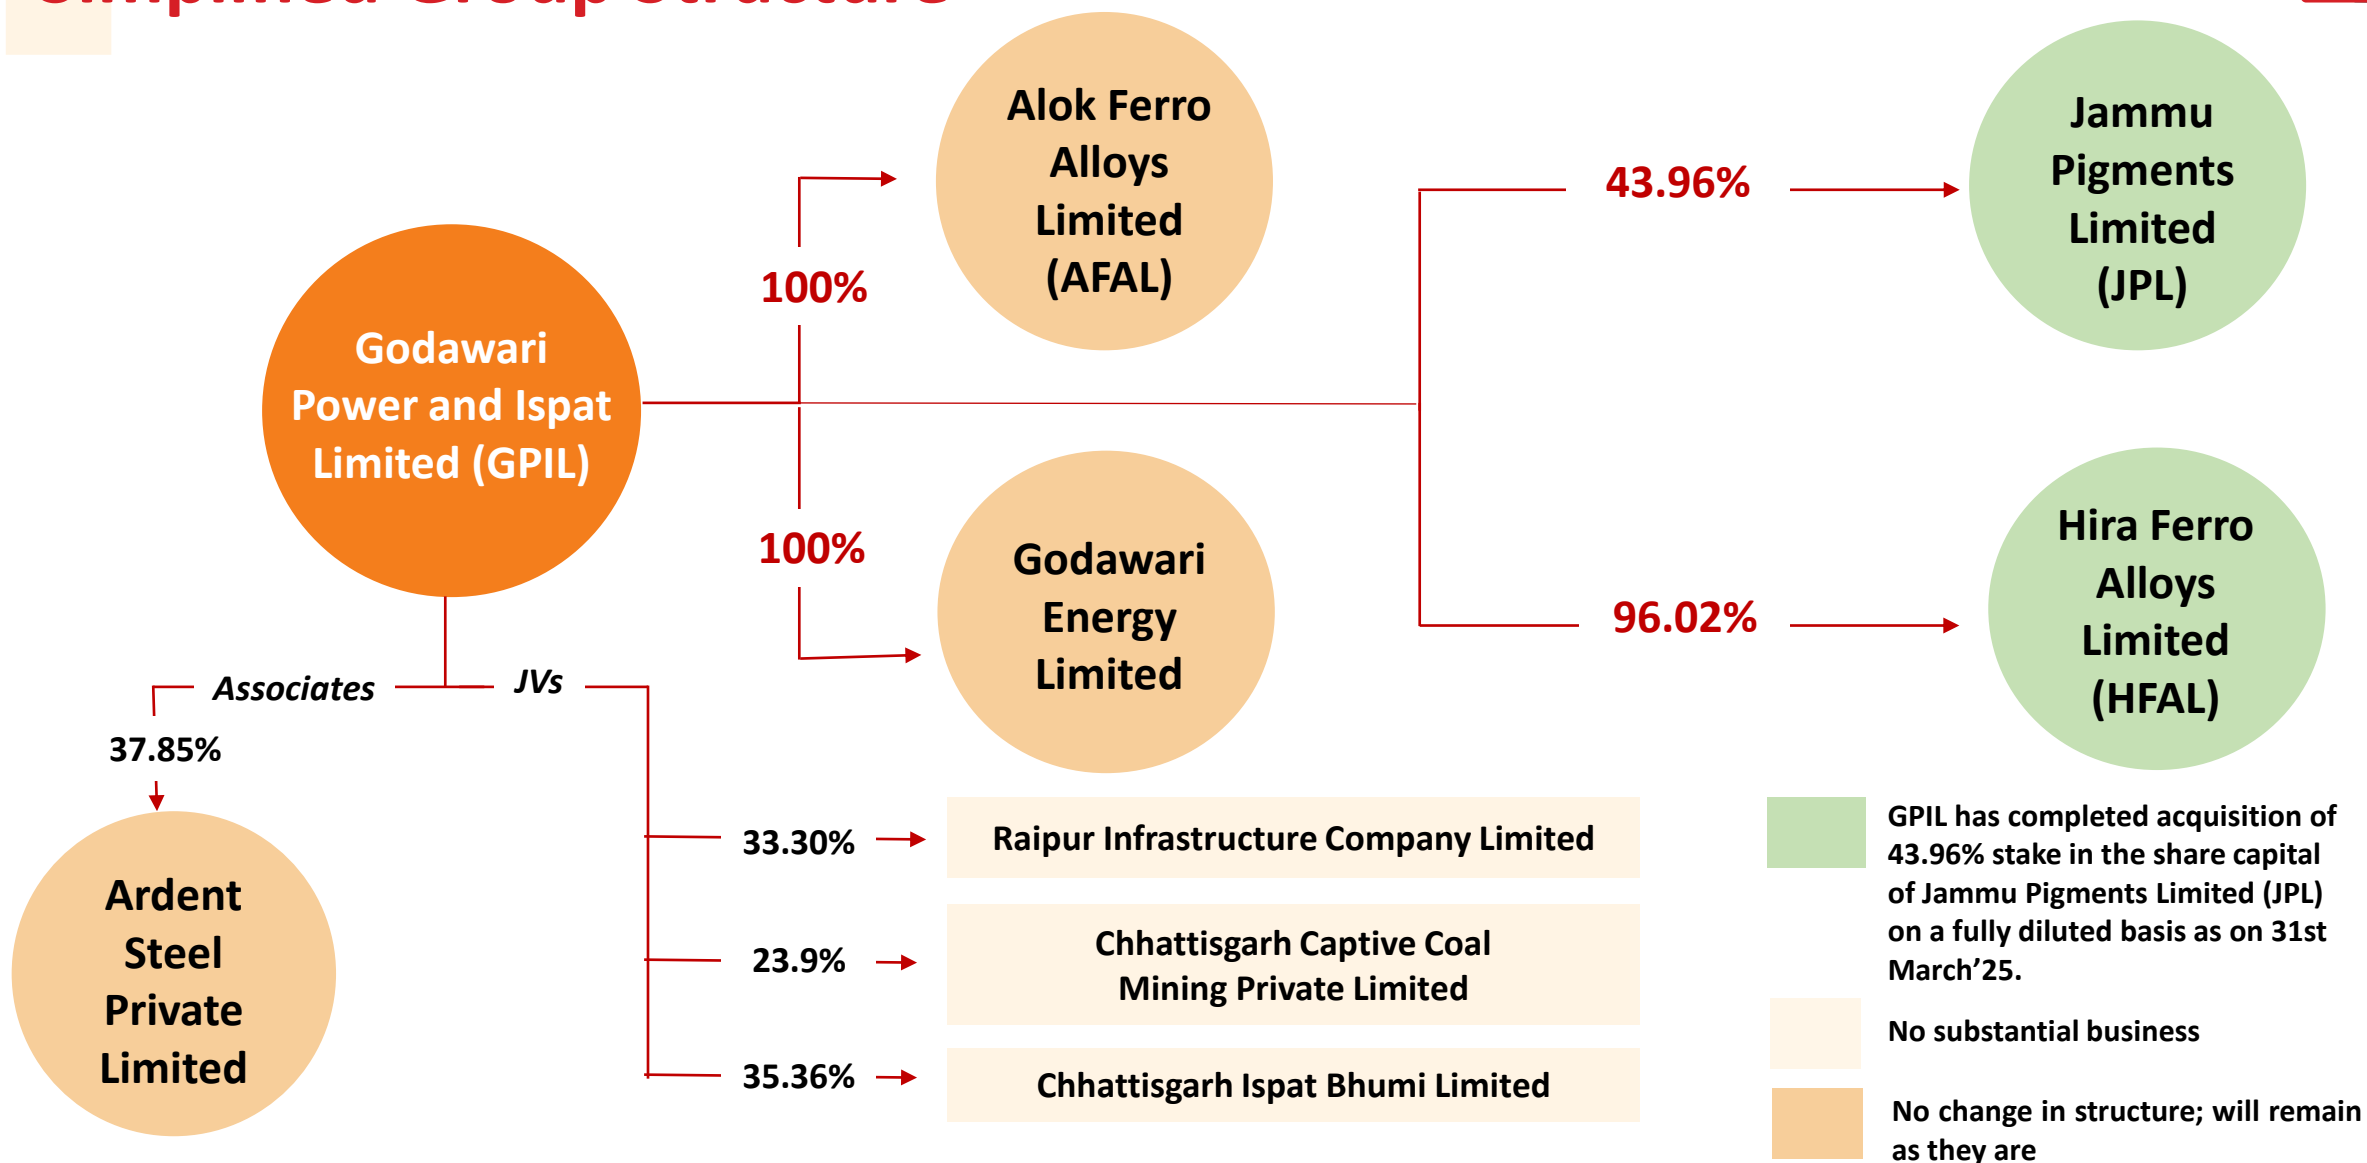 Simplified Group Structure
Alok Ferro
Alloys
Limited
(AFAL)
Jammu
Pigments
Limited
(JPL)
43.96%
100%
Godawari
Power and Ispat
Limited (GPIL)
100%
Godawari
Energy
Limited
96.02%
Hira Ferro
Alloys
Limited
(HFAL)
Associates
JVs
37.85%
Ardent
Steel
Private
Limited
33.30%
Raipur Infrastructure Company Limited
23.9%
Chhattisgarh Captive Coal
Mining Private Limited
35.36%
Chhattisgarh Ispat Bhumi Limited
GPIL has completed acquisition of
43.96% stake in the share capital
of Jammu Pigments Limited (JPL)
on a fully diluted basis as on 31st
March’25.
No substantial business
No change in structure; will remain
as they are